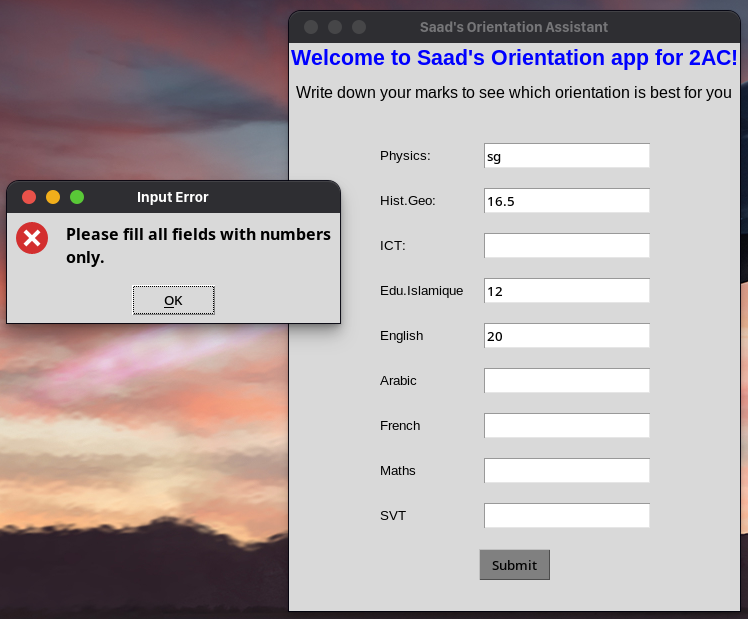 Saad's Orientation Assistant
Welcome to Saad's Orientation app for 2AC!
Write down your marks to see which orientation is best for you
Physics: sg
Input Error
Hist.Geo: 16.5
Please fill all fields with numbers
only.
ICT:
Edu.Islamique 12
OK
English 20
Arabic
French
Maths
SVT
Submit